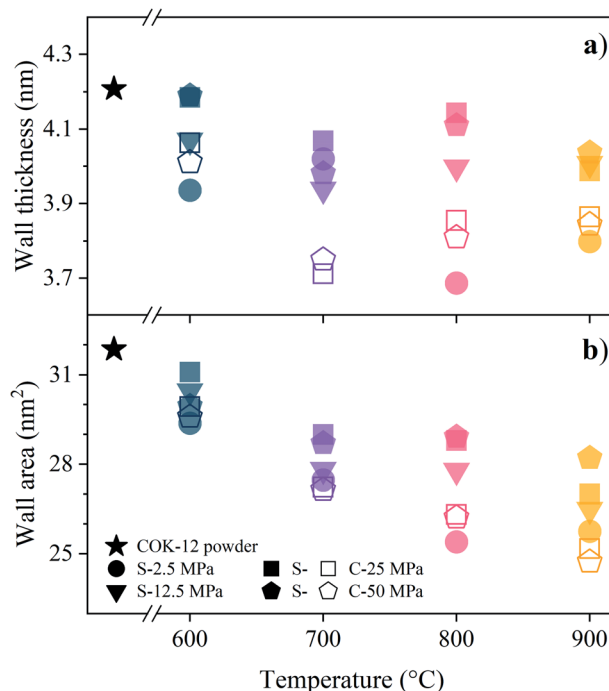 a)
4.3
4.1
3.9
3.7
Wall thickness (nm)
b)
31
28
25
Wall area (nm²)
COK-12 powder
S-2.5 MPa S- C-25 MPa
S-12.5 MPa S- C-50 MPa
600 700 800 900
Temperature (°C)